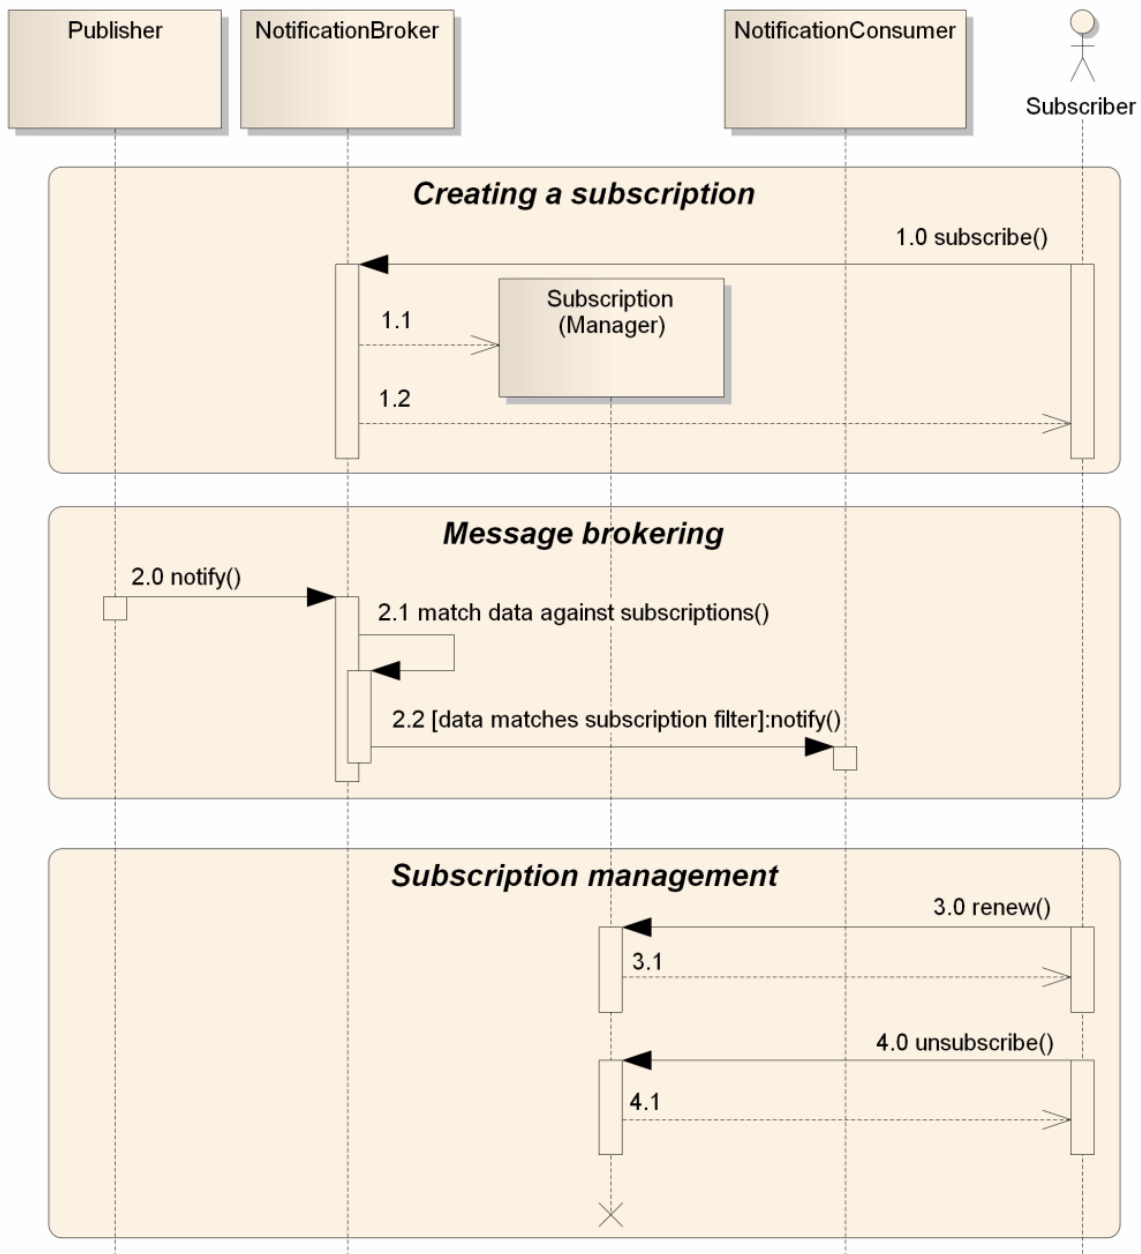 Publisher
NotificationBroker
NotificationConsumer
Subscriber
Creating a subscription
1.0 subscribe()
Subscription
(Manager)
1.1
1.2
Message brokering
2.0 notify()
2.1 match data against subscriptions()
2.2 [data matches subscription filter]:notify()
Subscription management
3.0 renew()
3.1
4.0 unsubscribe()
4.1